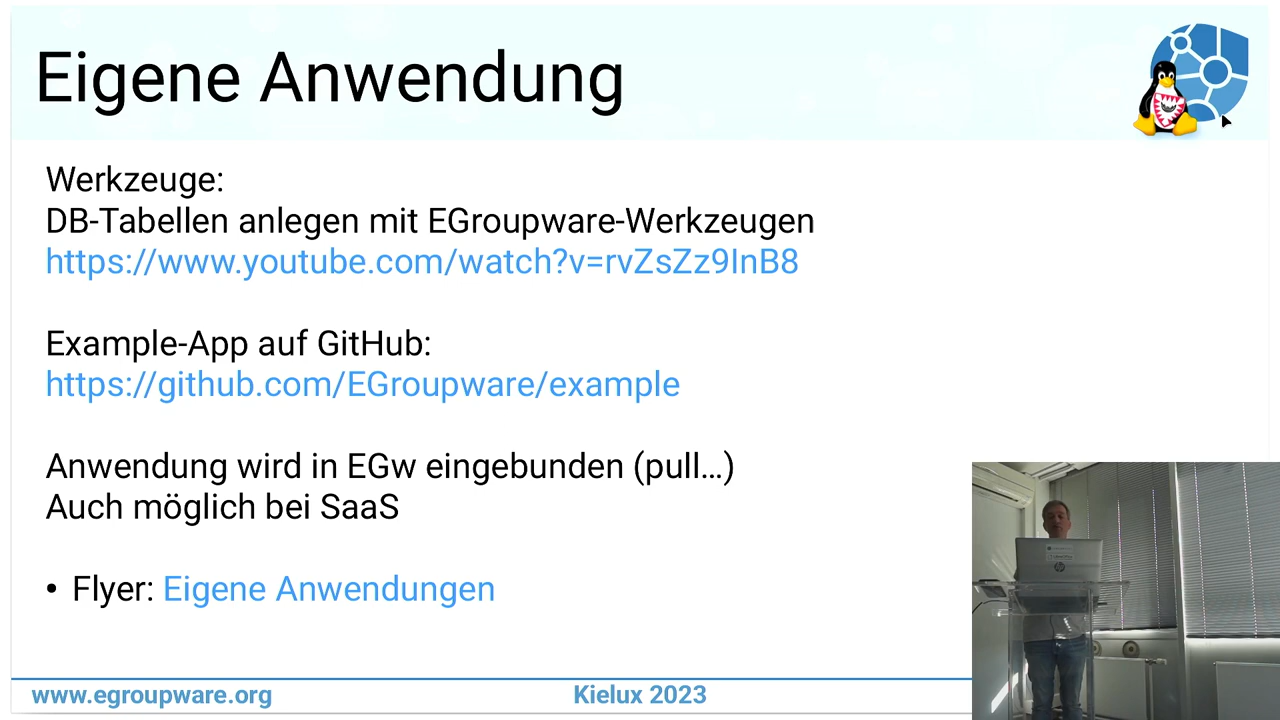 Eigene Anwendung
Werkzeuge:
DB-Tabellen anlegen mit EGroupware-Werkzeugen
https://www.youtube.com/watch?v=rvZsZz9InB8
Example-App auf GitHub:
https://github.com/EGroupware/example
Anwendung wird in EGw eingebunden (pull…)
Auch möglich bei SaaS
• Flyer: Eigene Anwendungen
www.egroupware.org
Kielux 2023
hp